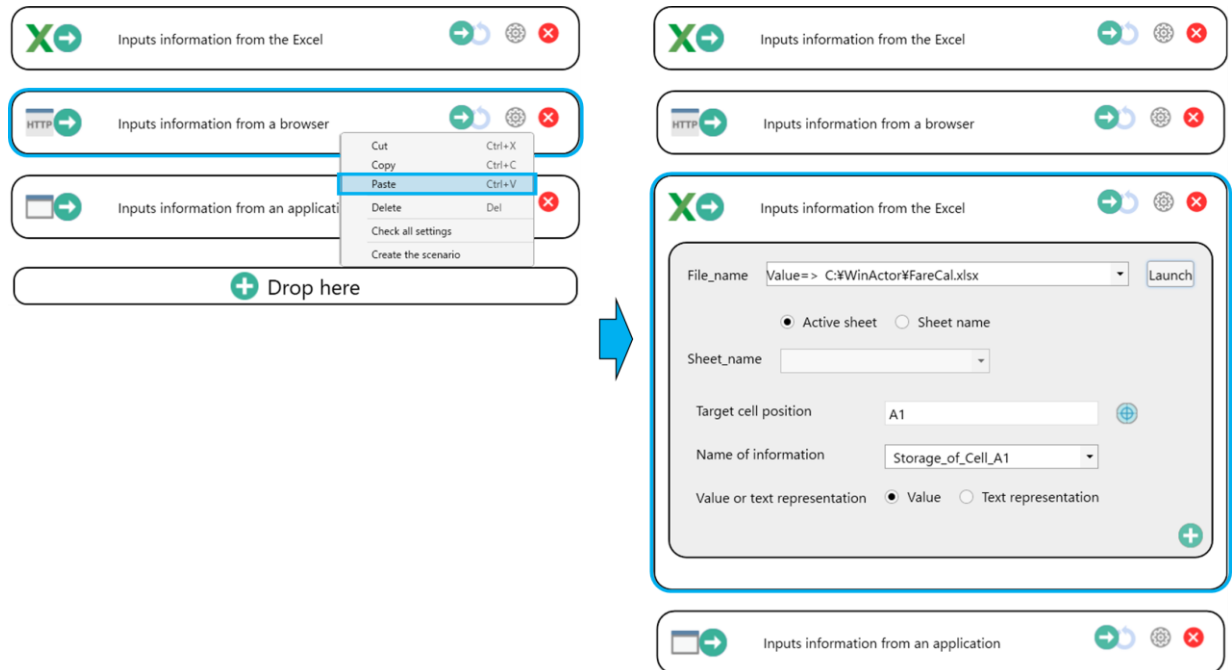 Inputs information from the Excel
HTTP
Inputs information from a browser
Cut Ctrl+X
Copy Ctrl+C
Paste Ctrl+V
Delete Del
Check all settings
Create the scenario
Inputs information from an applicati
Drop here
Inputs information from the Excel
HTTP
Inputs information from a browser
Inputs information from the Excel
File_name Value=> C:¥WinActor¥FareCal.xlsx Launch
Active sheet Sheet name
Sheet_name
Target cell position A1
Name of information Storage_of_Cell_A1
Value or text representation Value Text representation
Inputs information from an application